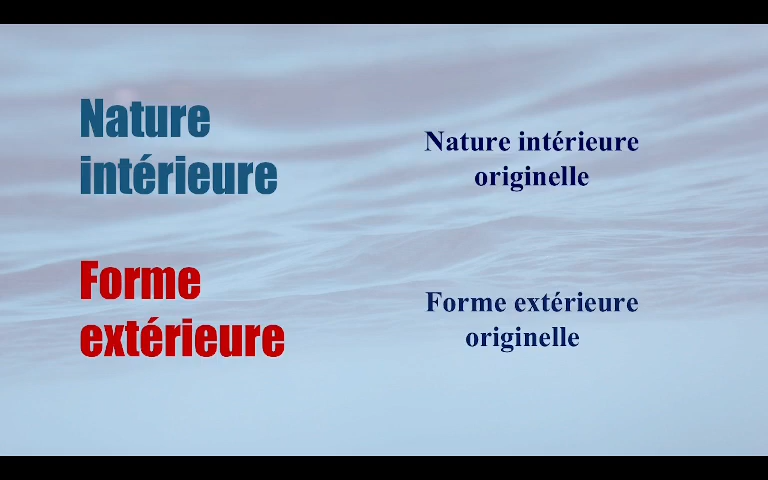 Nature
intérieure
Nature intérieure
originelle
Forme
extérieure
Forme extérieure
originelle